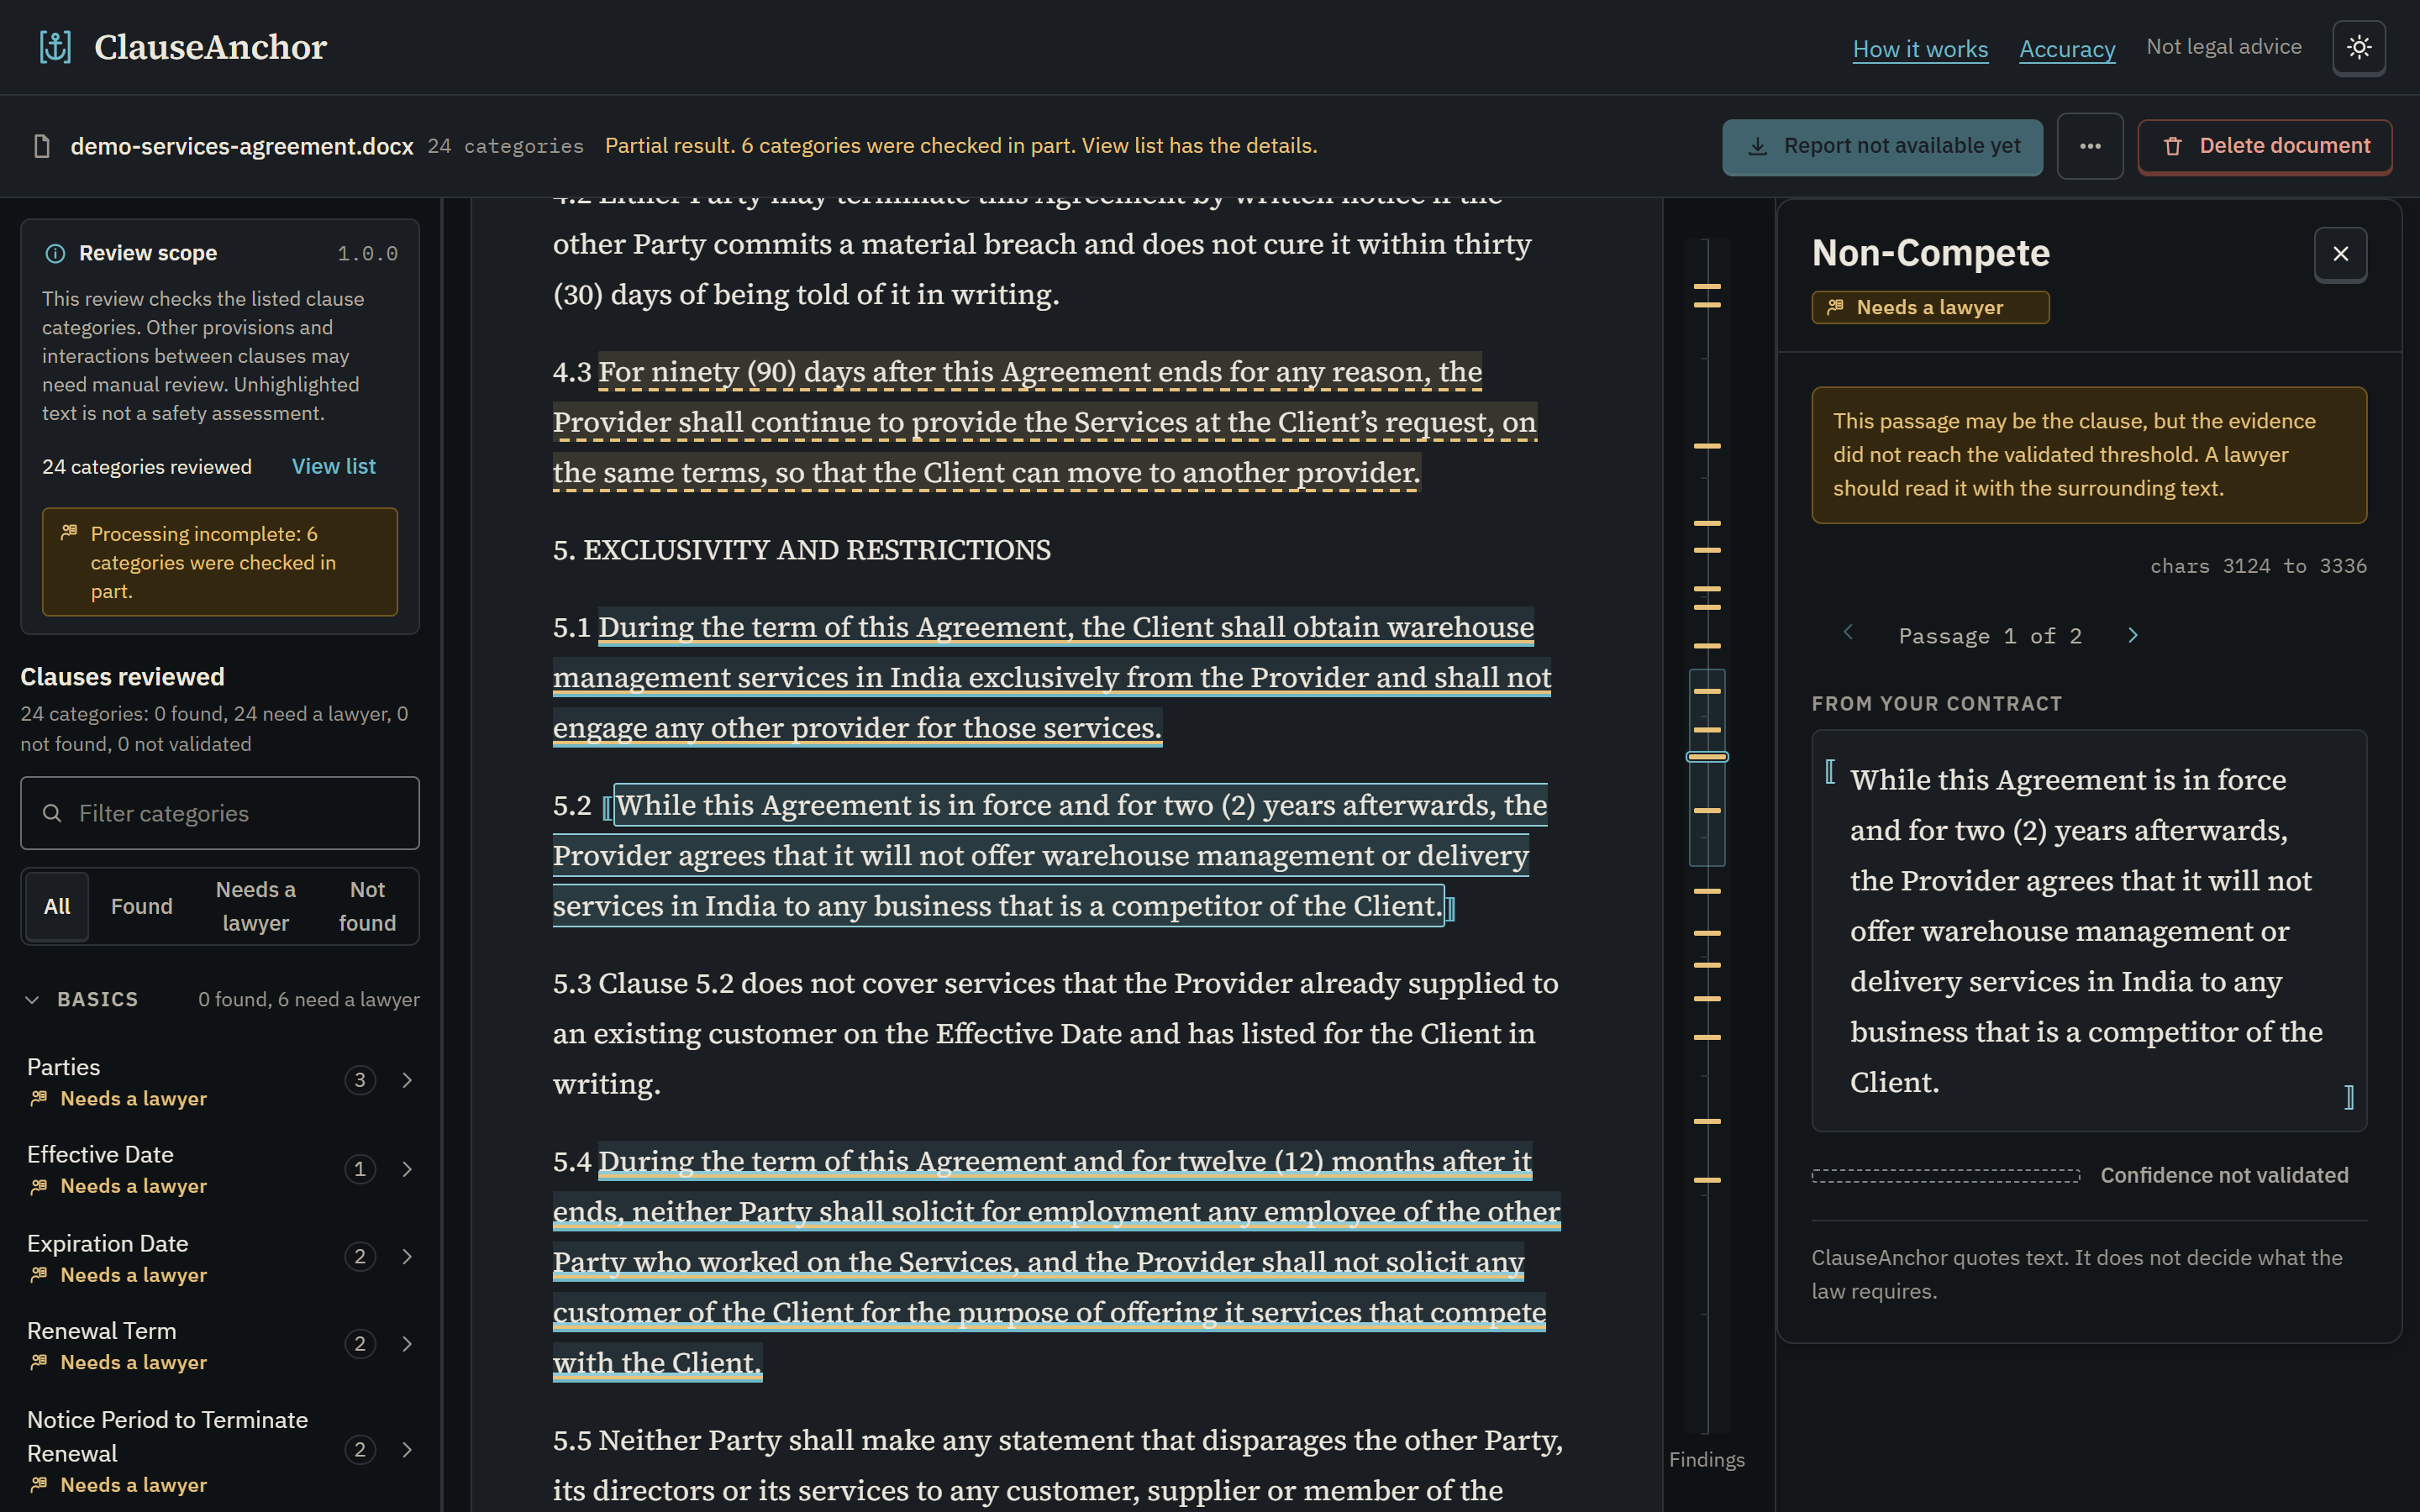 ClauseAnchor
How it works
Accuracy
Not legal advice
demo-services-agreement.docx
24 categories
Partial result. 6 categories were checked in part. View list has the details.
Report not available yet
Delete document
Review scope
1.0.0
This review checks the listed clause
categories. Other provisions and
interactions between clauses may
need manual review. Unhighlighted
text is not a safety assessment.
24 categories reviewed
View list
Processing incomplete: 6
categories were checked in
part.
Clauses reviewed
24 categories: 0 found, 24 need a lawyer, 0
not found, 0 not validated
Filter categories
All
Found
Needs a
lawyer
Not
found
BASICS
0 found, 6 need a lawyer
Parties
Needs a lawyer
3
Effective Date
Needs a lawyer
1
Expiration Date
Needs a lawyer
2
Renewal Term
Needs a lawyer
2
Notice Period to Terminate
Renewal
Needs a lawyer
2
4.2 Either Party may terminate this Agreement by written notice if the
other Party commits a material breach and does not cure it within thirty
(30) days of being told of it in writing.
4.3 For ninety (90) days after this Agreement ends for any reason, the
Provider shall continue to provide the Services at the Client’s request, on
the same terms, so that the Client can move to another provider.
5. EXCLUSIVITY AND RESTRICTIONS
5.1 During the term of this Agreement, the Client shall obtain warehouse
management services in India exclusively from the Provider and shall not
engage any other provider for those services.
5.2 ⟦While this Agreement is in force and for two (2) years afterwards, the
Provider agrees that it will not offer warehouse management or delivery
services in India to any business that is a competitor of the Client.⟧
5.3 Clause 5.2 does not cover services that the Provider already supplied to
an existing customer on the Effective Date and has listed for the Client in
writing.
5.4 During the term of this Agreement and for twelve (12) months after it
ends, neither Party shall solicit for employment any employee of the other
Party who worked on the Services, and the Provider shall not solicit any
customer of the Client for the purpose of offering it services that compete
with the Client.
5.5 Neither Party shall make any statement that disparages the other Party,
its directors or its services to any customer, supplier or member of the
Findings
Non-Compete
Needs a lawyer
This passage may be the clause, but the evidence
did not reach the validated threshold. A lawyer
should read it with the surrounding text.
chars 3124 to 3336
Passage 1 of 2
FROM YOUR CONTRACT
⟦ While this Agreement is in force
and for two (2) years afterwards,
the Provider agrees that it will not
offer warehouse management or
delivery services in India to any
business that is a competitor of the
Client. ⟧
Confidence not validated
ClauseAnchor quotes text. It does not decide what the
law requires.